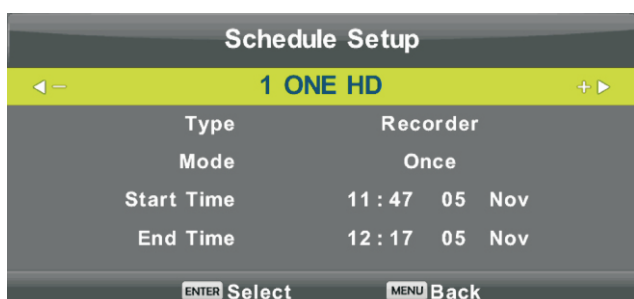 Schedule Setup
− 1 ONE HD +
Type Recorder
Mode Once
Start Time 11 : 47 05 Nov
End Time 12 : 17 05 Nov
ENTER Select MENU Back